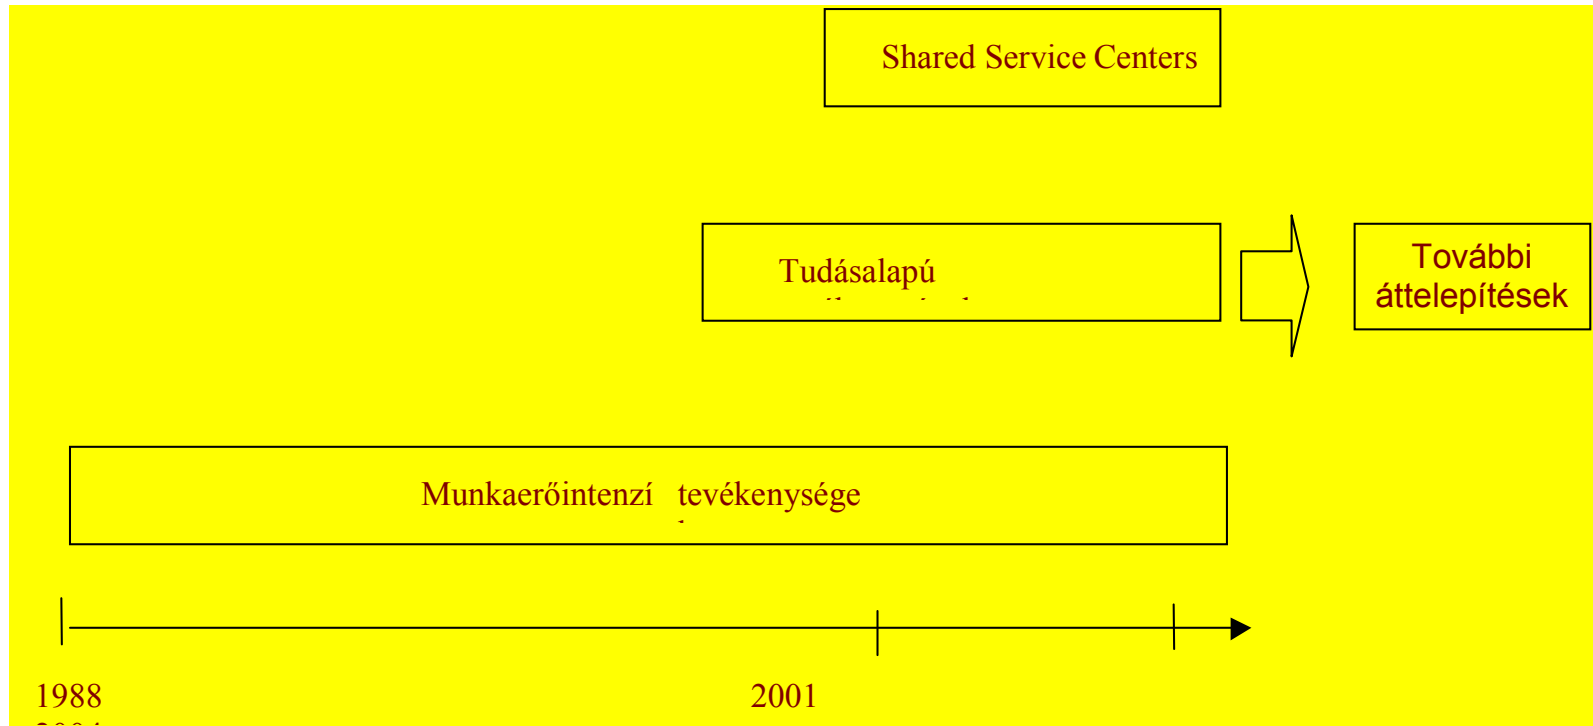 Shared Service Centers
Tudásalapú
További
áttelepítések
Munkaerőintenzí tevékenysége
1988
2001